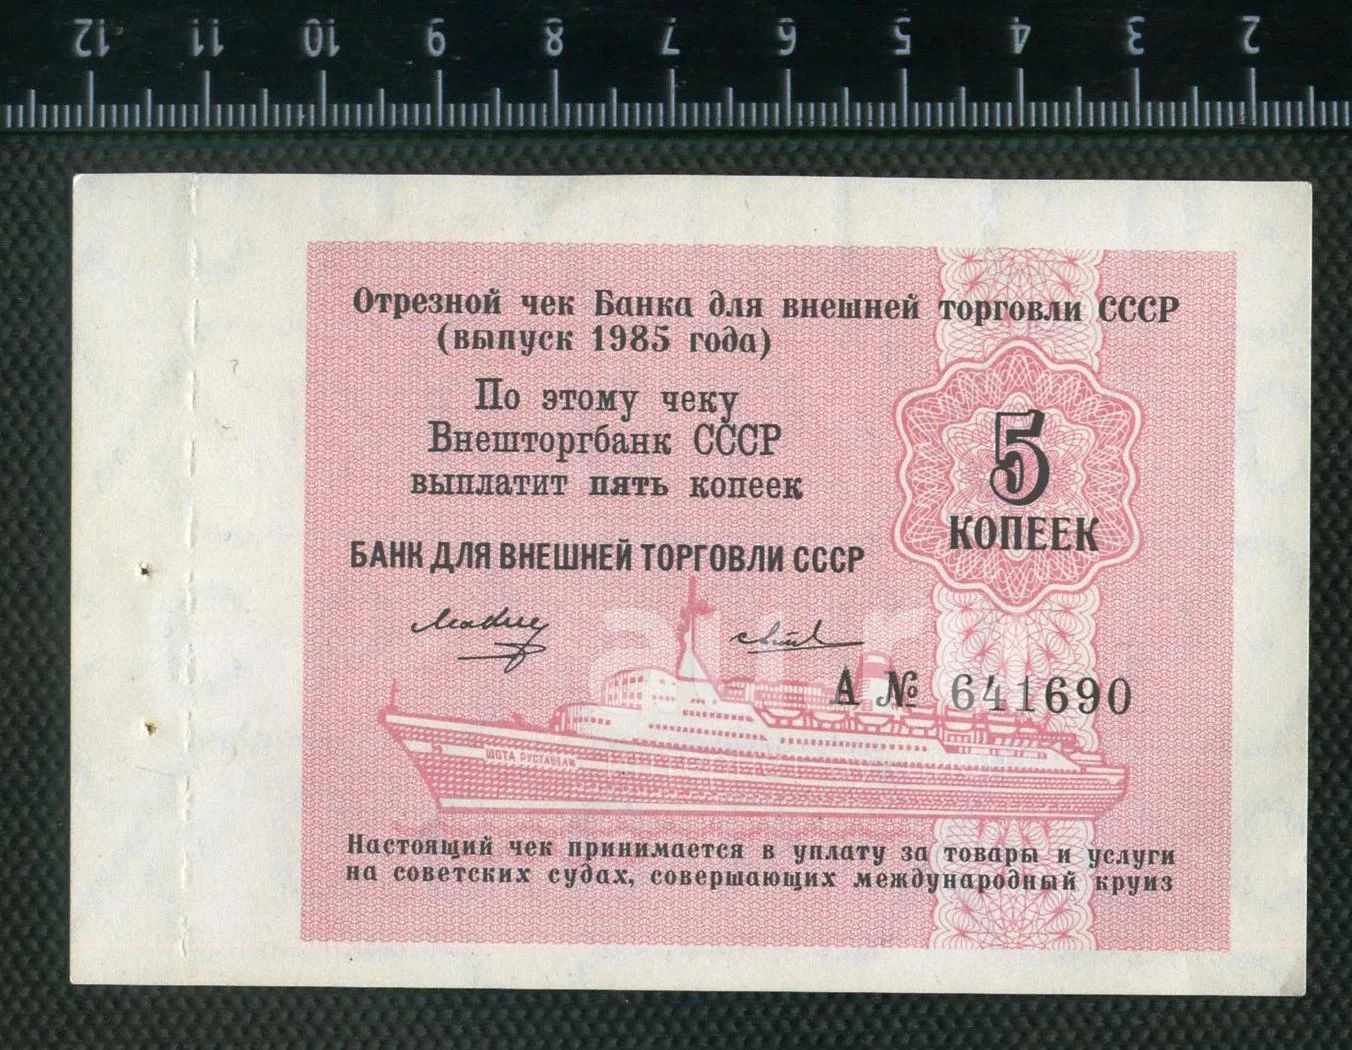 12 11 10 9 8 7 6 5 4 3 2
Отрезной чек Банка для внешней торговли СССР
(выпуск 1985 года)
По этому чеку
Внешторгбанк СССР
выплатит пять копеек
5
КОПЕЕК
БАНК ДЛЯ ВНЕШНЕЙ ТОРГОВЛИ СССР
А № 641690
ШОТА РУСТАВЕЛИ
Настоящий чек принимается в уплату за товары и услуги
на советских судах, совершающих международный круиз